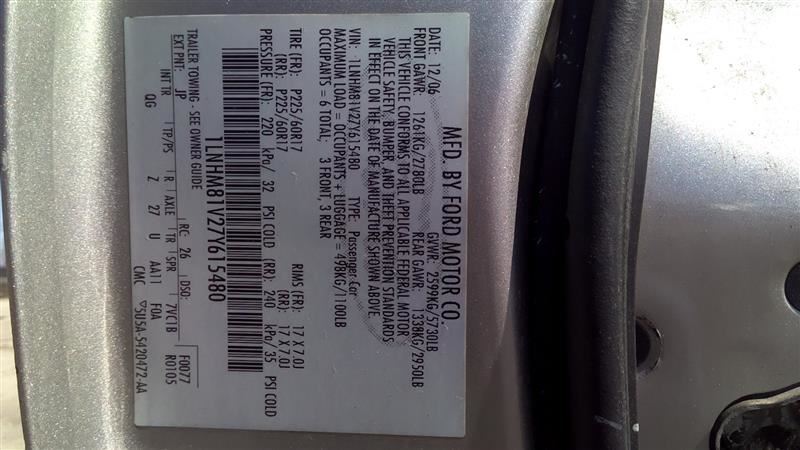 MFD. BY FORD MOTOR CO.
DATE: 12/06 GVWR: 2599KG/5730LB
FRONT GAWR: 1261KG/2780LB REAR GAWR: 1338KG/2950LB
THIS VEHICLE CONFORMS TO ALL APPLICABLE FEDERAL MOTOR
VEHICLE SAFETY, BUMPER, AND THEFT PREVENTION STANDARDS
IN EFFECT ON THE DATE OF MANUFACTURE SHOWN ABOVE.
VIN: 1LNHM81V27Y615480 TYPE: Passenger Car
MAXIMUM LOAD = OCCUPANTS + LUGGAGE = 498KG/1100LB
OCCUPANTS = 6 TOTAL; 3 FRONT, 3 REAR
TIRE (FR): P225/60R17 RIMS (FR): 17 X 7.0J
(RR): P225/60R17 (RR): 17 X 7.0J
PRESSURE (FR): 220 kPa/ 32 PSI COLD (RR): 240 kPa/35 PSI COLD
1LNHM81V27Y615480
TRAILER TOWING - SEE OWNER GUIDE
EXT PNT: JP RC: 26 DSO: F0077
INT TR TP/PS R AXLE TR SPR 7VC1B R0105
QG Z 27 U AA11 F0A
CMC ▽5U5A-5420472-AA